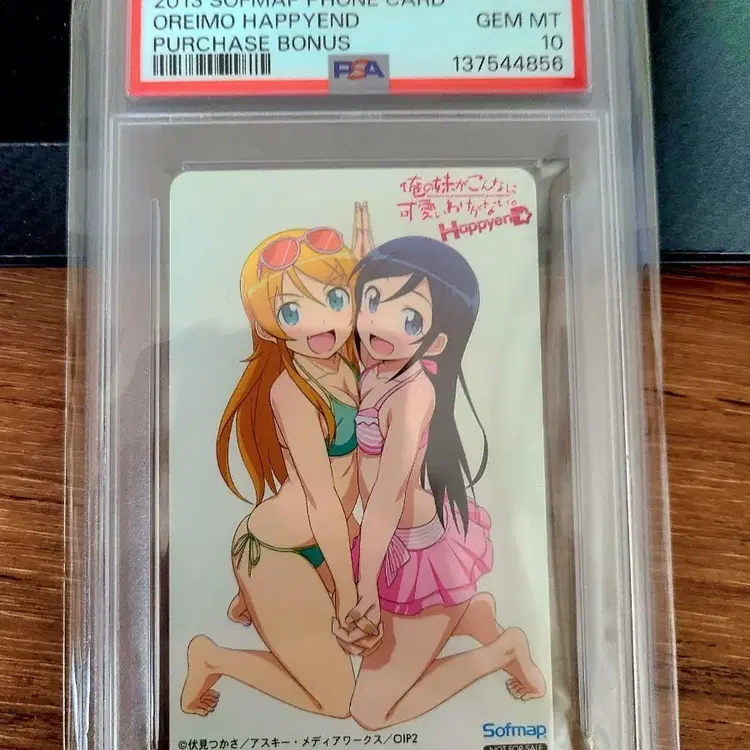 2013 SOFMAP PHONE CARD
OREIMO HAPPYEND
GEM MT
PURCHASE BONUS
10
PSA
137544856
俺の妹がこんなに
可愛いわけがない。
HappyenD
©伏見つかさ/アスキー・メディアワークス/OIP2
Sofmap
NOT FOR SALE